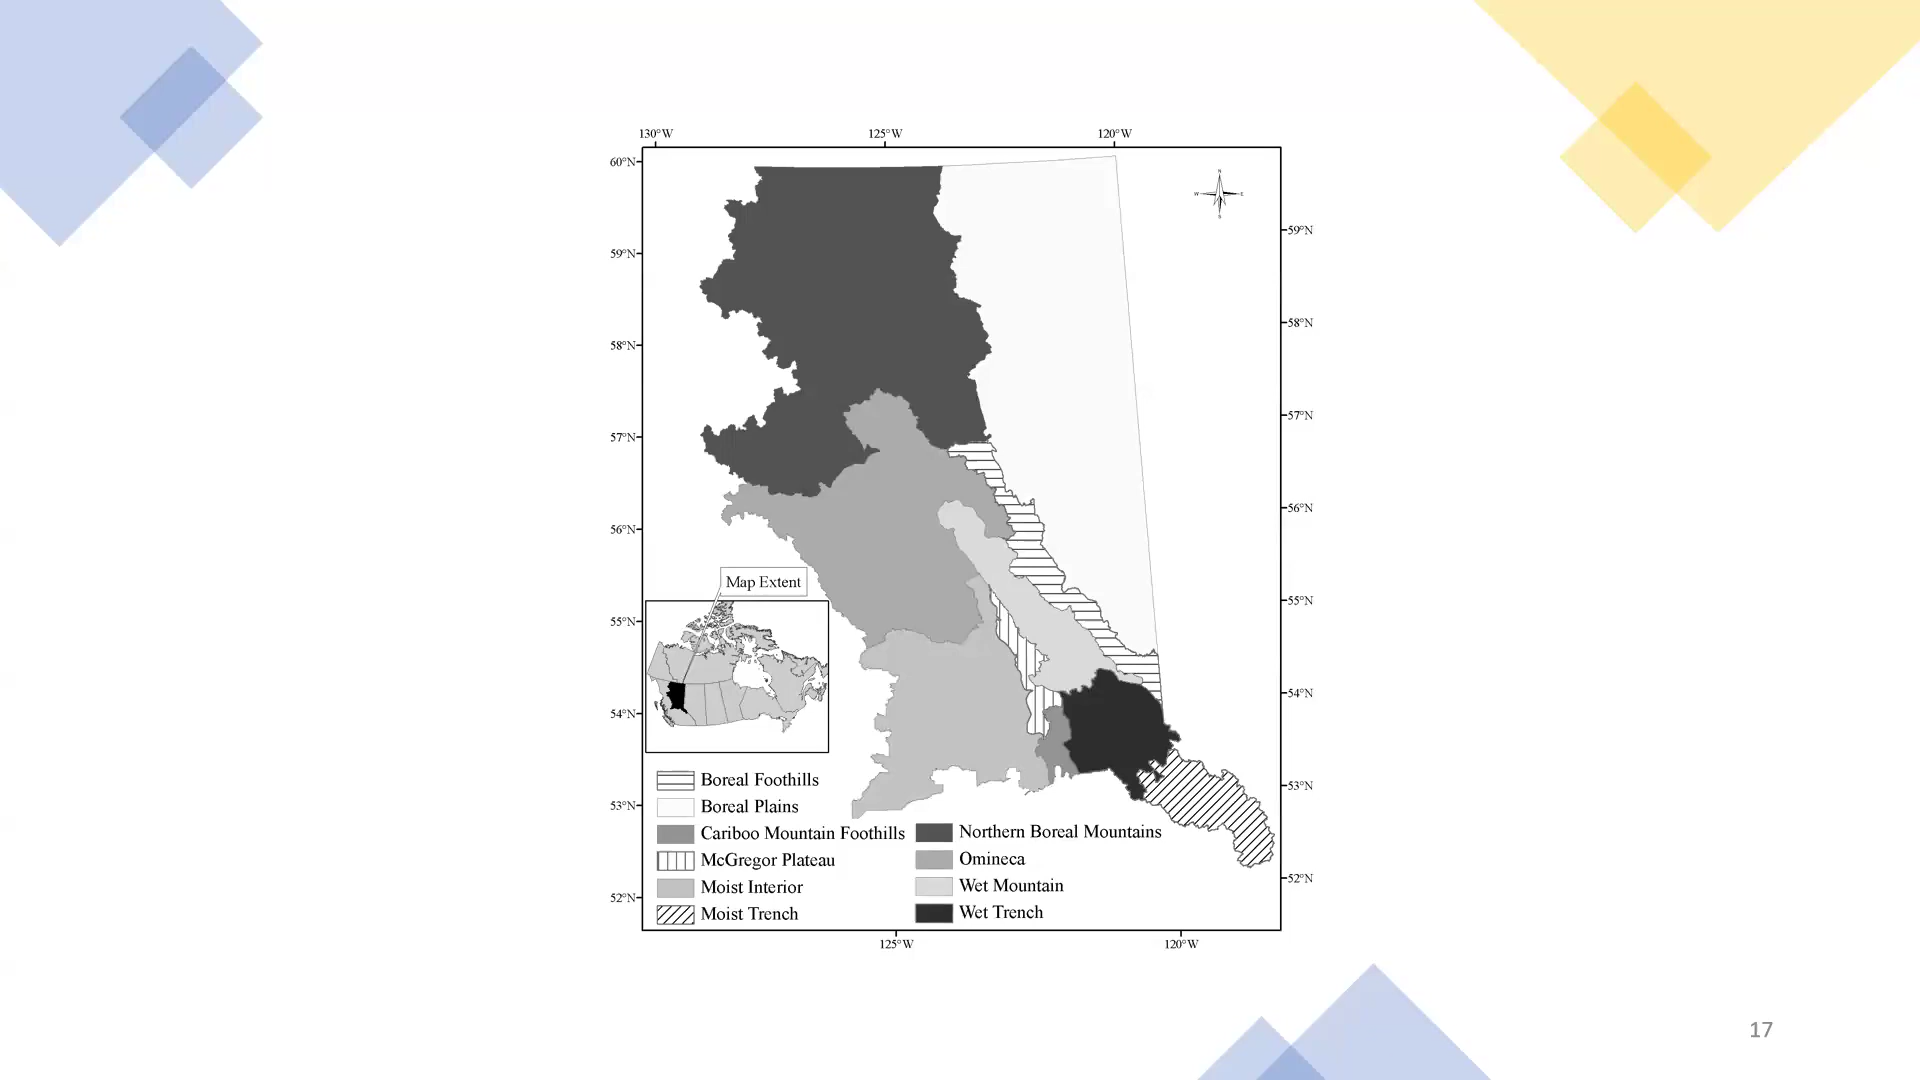 130°W 125°W 120°W
60°N
59°N
59°N
58°N
58°N
57°N
57°N
56°N
56°N
55°N
55°N
54°N
54°N
53°N
53°N
52°N
52°N
N
W E
S
Map Extent
Boreal Foothills
Boreal Plains
Cariboo Mountain Foothills
McGregor Plateau
Moist Interior
Moist Trench
Northern Boreal Mountains
Omineca
Wet Mountain
Wet Trench
125°W 120°W
17